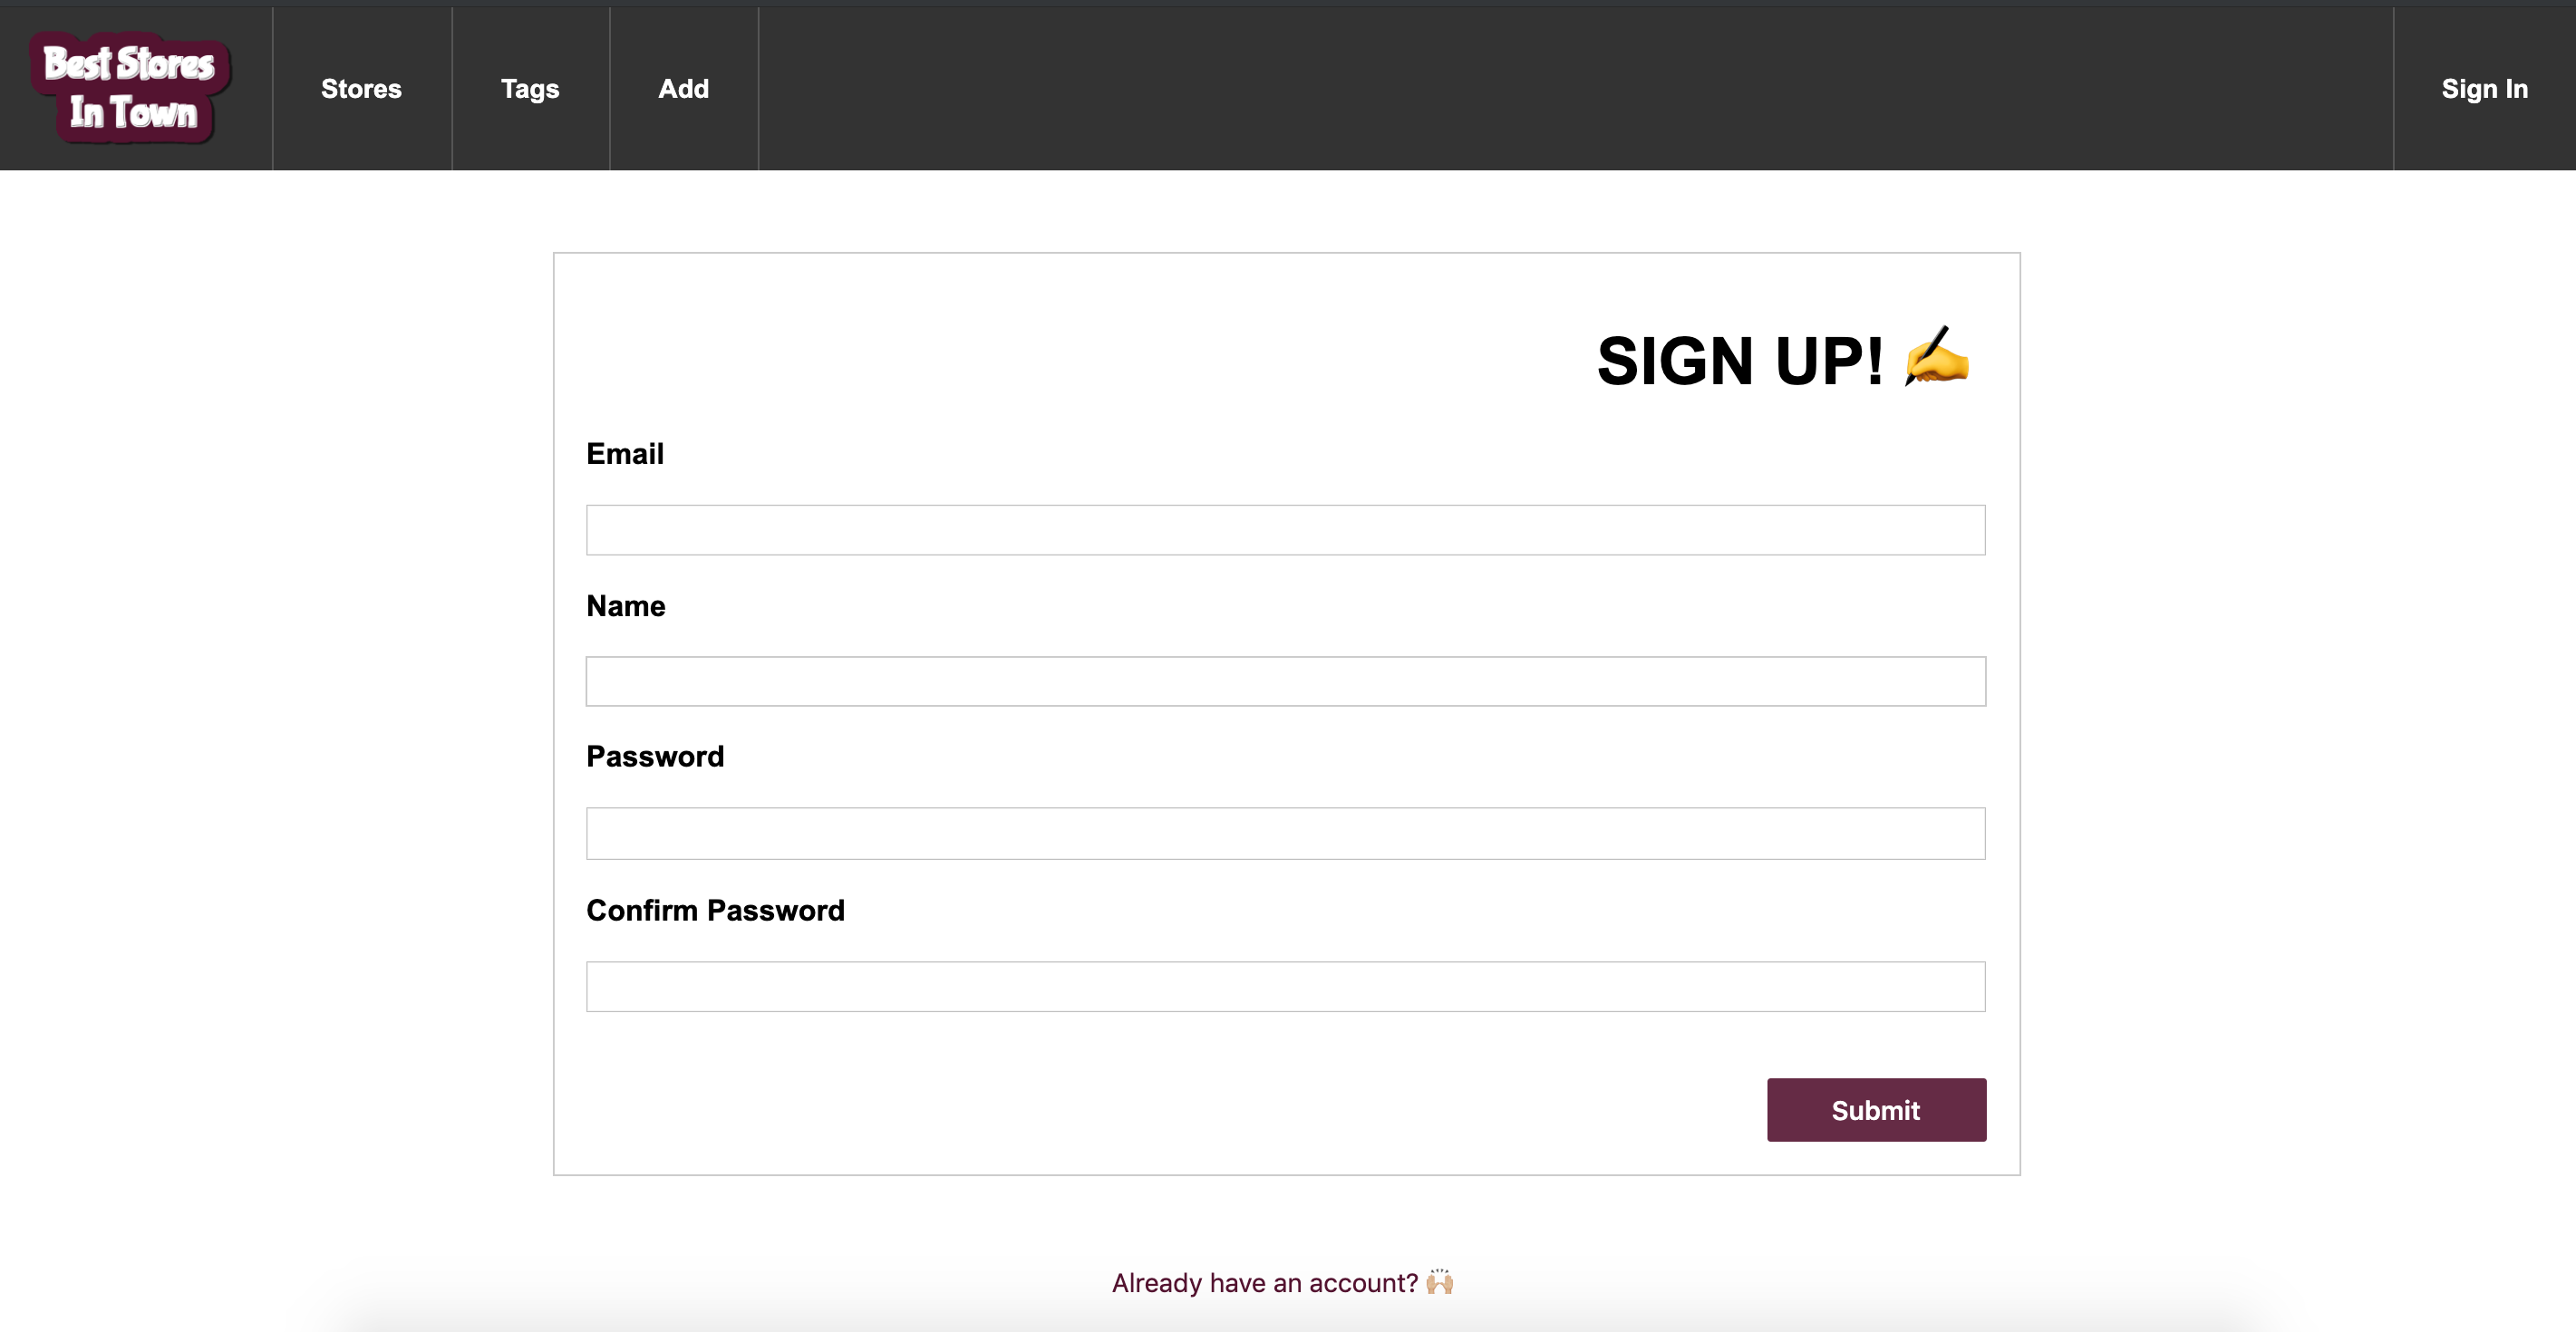 Best Stores
In Town
Stores
Tags
Add
Sign In
SIGN UP! ✍️
Email
Name
Password
Confirm Password
Submit
Already have an account? 🙌🏼